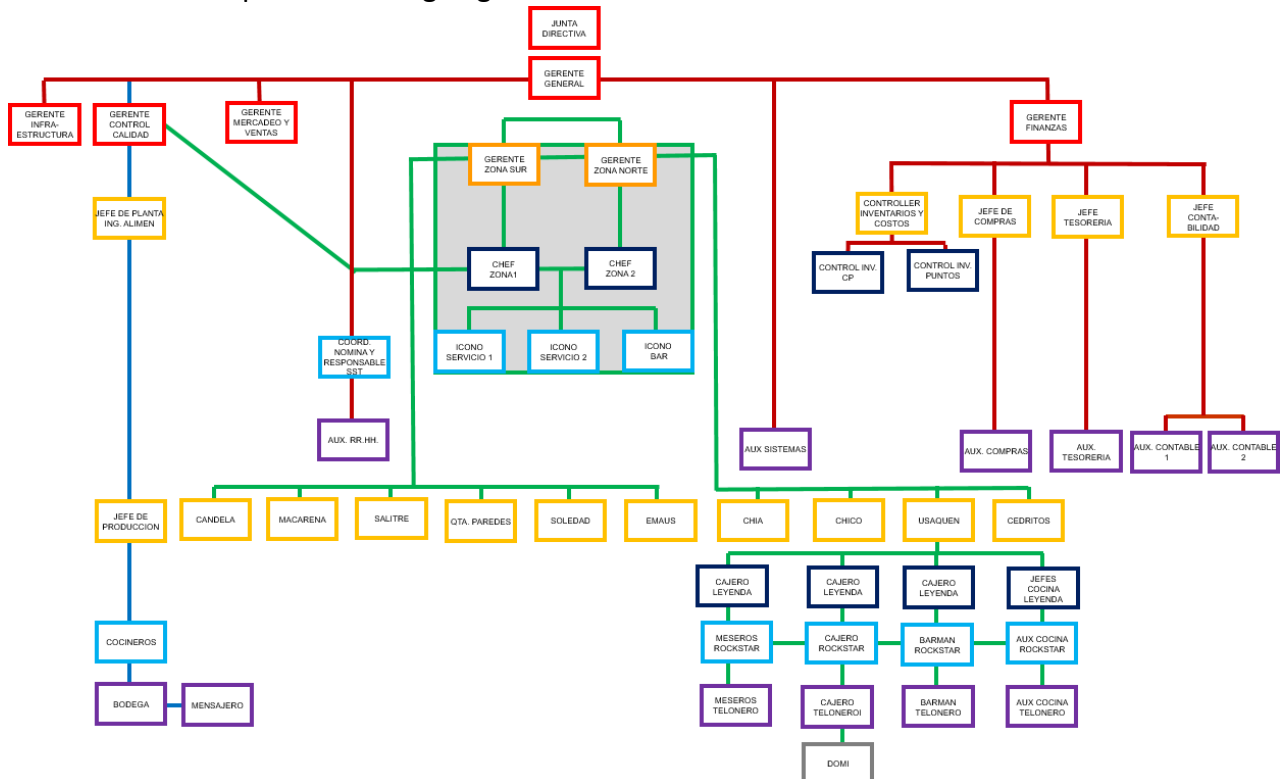 JUNTA
DIRECTIVA
GERENTE
GENERAL
GERENTE
INFRA-
ESTRUCTURA
GERENTE
CONTROL
CALIDAD
GERENTE
MERCADEO Y
VENTAS
GERENTE
FINANZAS
GERENTE
ZONA SUR
GERENTE
ZONA NORTE
JEFE DE PLANTA
ING. ALIMEN
CONTROLLER
INVENTARIOS Y
COSTOS
JEFE DE
COMPRAS
JEFE
TESORERIA
JEFE
CONTA-
BILIDAD
CHEF
ZONA1
CHEF
ZONA 2
CONTROL INV.
CP
CONTROL INV.
PUNTOS
COORD.
NOMINA Y
RESPONSABLE
SST
ICONO
SERVICIO 1
ICONO
SERVICIO 2
ICONO
BAR
AUX. RR.HH.
AUX SISTEMAS
AUX. COMPRAS
AUX.
TESORERIA
AUX. CONTABLE
1
AUX. CONTABLE
2
JEFE DE
PRODUCCION
CANDELA
MACARENA
SALITRE
QTA. PAREDES
SOLEDAD
EMAUS
CHIA
CHICO
USAQUEN
CEDRITOS
CAJERO
LEYENDA
CAJERO
LEYENDA
CAJERO
LEYENDA
JEFES
COCINA
LEYENDA
COCINEROS
MESEROS
ROCKSTAR
CAJERO
ROCKSTAR
BARMAN
ROCKSTAR
AUX COCINA
ROCKSTAR
BODEGA
MENSAJERO
MESEROS
TELONERO
CAJERO
TELONEROI
BARMAN
TELONERO
AUX COCINA
TELONERO
DOMI